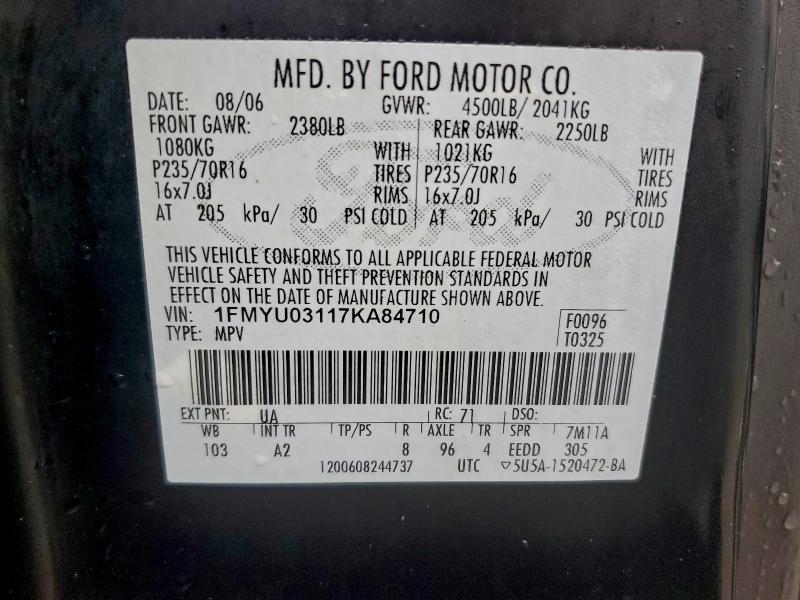 MFD. BY FORD MOTOR CO.
DATE: 08/06 GVWR: 4500LB/ 2041KG
FRONT GAWR: 2380LB REAR GAWR: 2250LB
1080KG WITH 1021KG WITH
P235/70R16 TIRES P235/70R16 TIRES
16x7.0J RIMS 16x7.0J RIMS
AT 205 kPa/ 30 PSI COLD AT 205 kPa/ 30 PSI COLD
THIS VEHICLE CONFORMS TO ALL APPLICABLE FEDERAL MOTOR
VEHICLE SAFETY AND THEFT PREVENTION STANDARDS IN
EFFECT ON THE DATE OF MANUFACTURE SHOWN ABOVE.
VIN: 1FMYU03117KA84710 F0096
TYPE: MPV T0325
EXT PNT: UA RC: 71 DSO:
WB INT TR TP/PS R AXLE TR SPR 7M11A
103 A2 8 96 4 EEDD 305
1200608244737 UTC ▽5U5A-1520472-BA